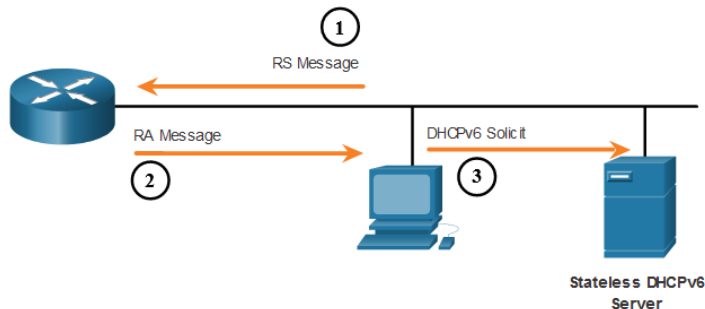 1
RS Message
RA Message
DHCPv6 Solicit
2
3
Stateless DHCPv6
Server